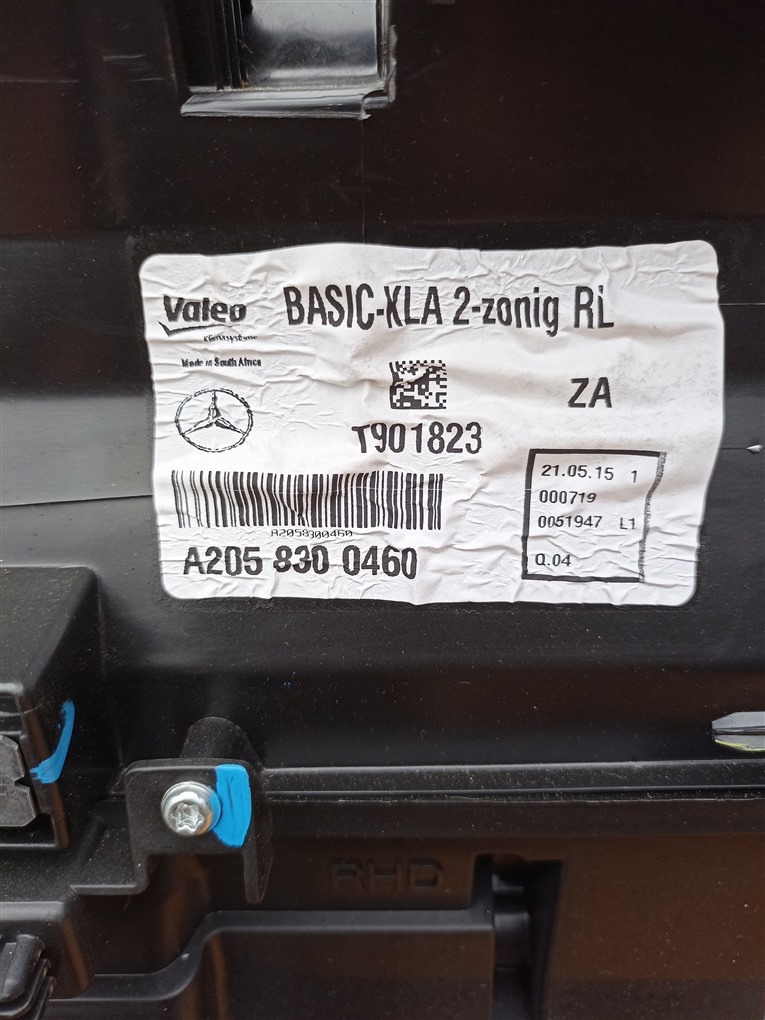 Valeo
Klimasysteme
BASIC-KLA 2-zonig RL
Made in South Africa
ZA
T901823
21.05.15 1
000719
0051947 L1
Q.04
A2058300460
A205 830 0460
RHD